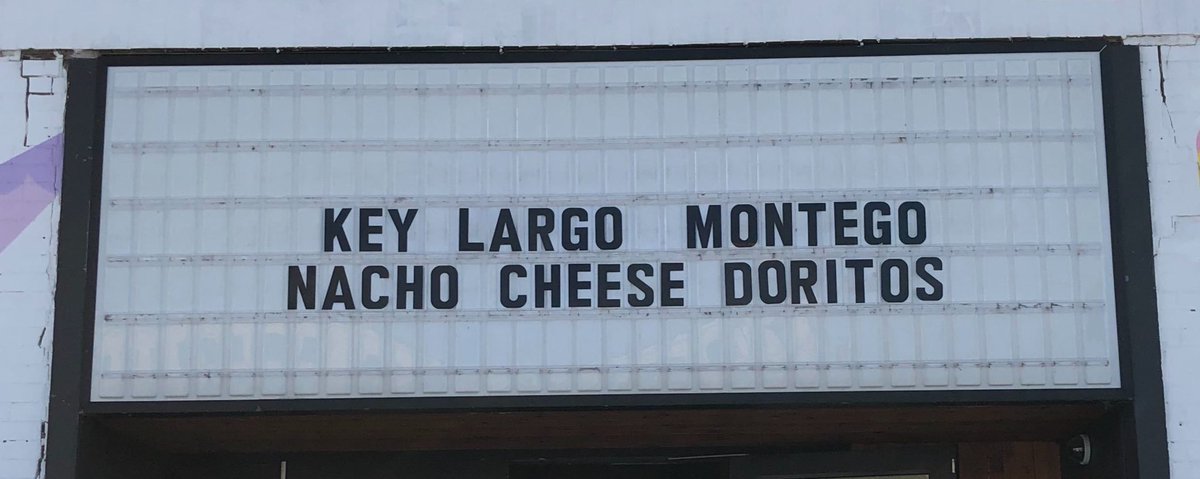 KEY LARGO MONTEGO
NACHO CHEESE DORITOS